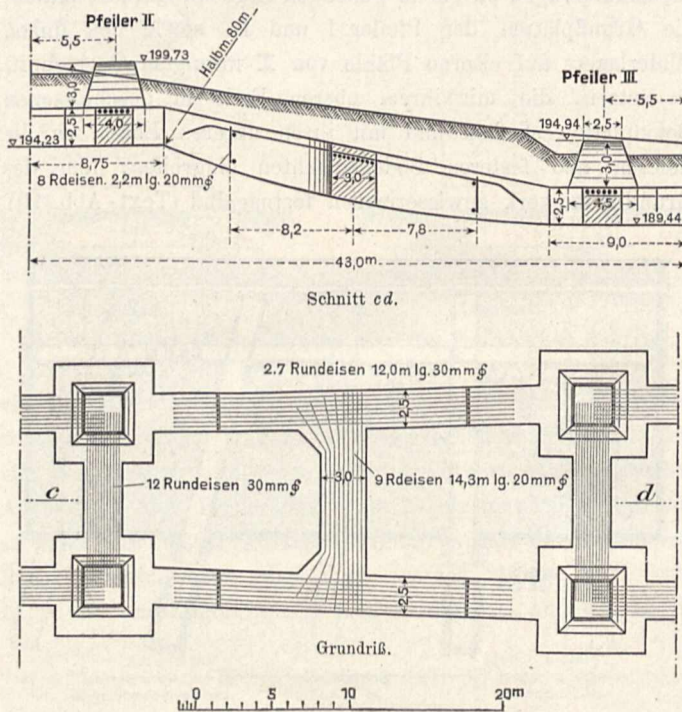 Pfeiler II
5,5
199,73
Halbm. 80m
Pfeiler III
5,5
3,0
4,0
2,5
194,23
194,94
2,5
3,0
8,75
8 Rdeisen. 2,2m lg. 20mm
3,0
2,5
4,5
189,44
8,2
7,8
9,0
43,0m.
Schnitt cd.
2.7 Rundeisen 12,0m lg. 30mm
2,5
c
12 Rundeisen 30mm
3,0
9 Rdeisen 14,3m lg. 20mm
d
2,5
Grundriß.
0 5 10 20m